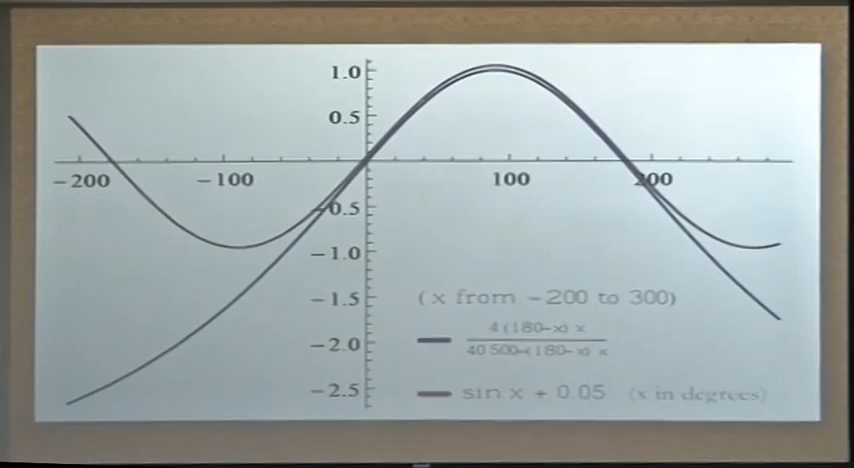 1.0
0.5
-200 -100 100 200
-0.5
-1.0
-1.5
-2.0
-2.5
(x from -200 to 300)
4(180-x) x
40 500-(180-x) x
sin x + 0.05 (x in degrees)